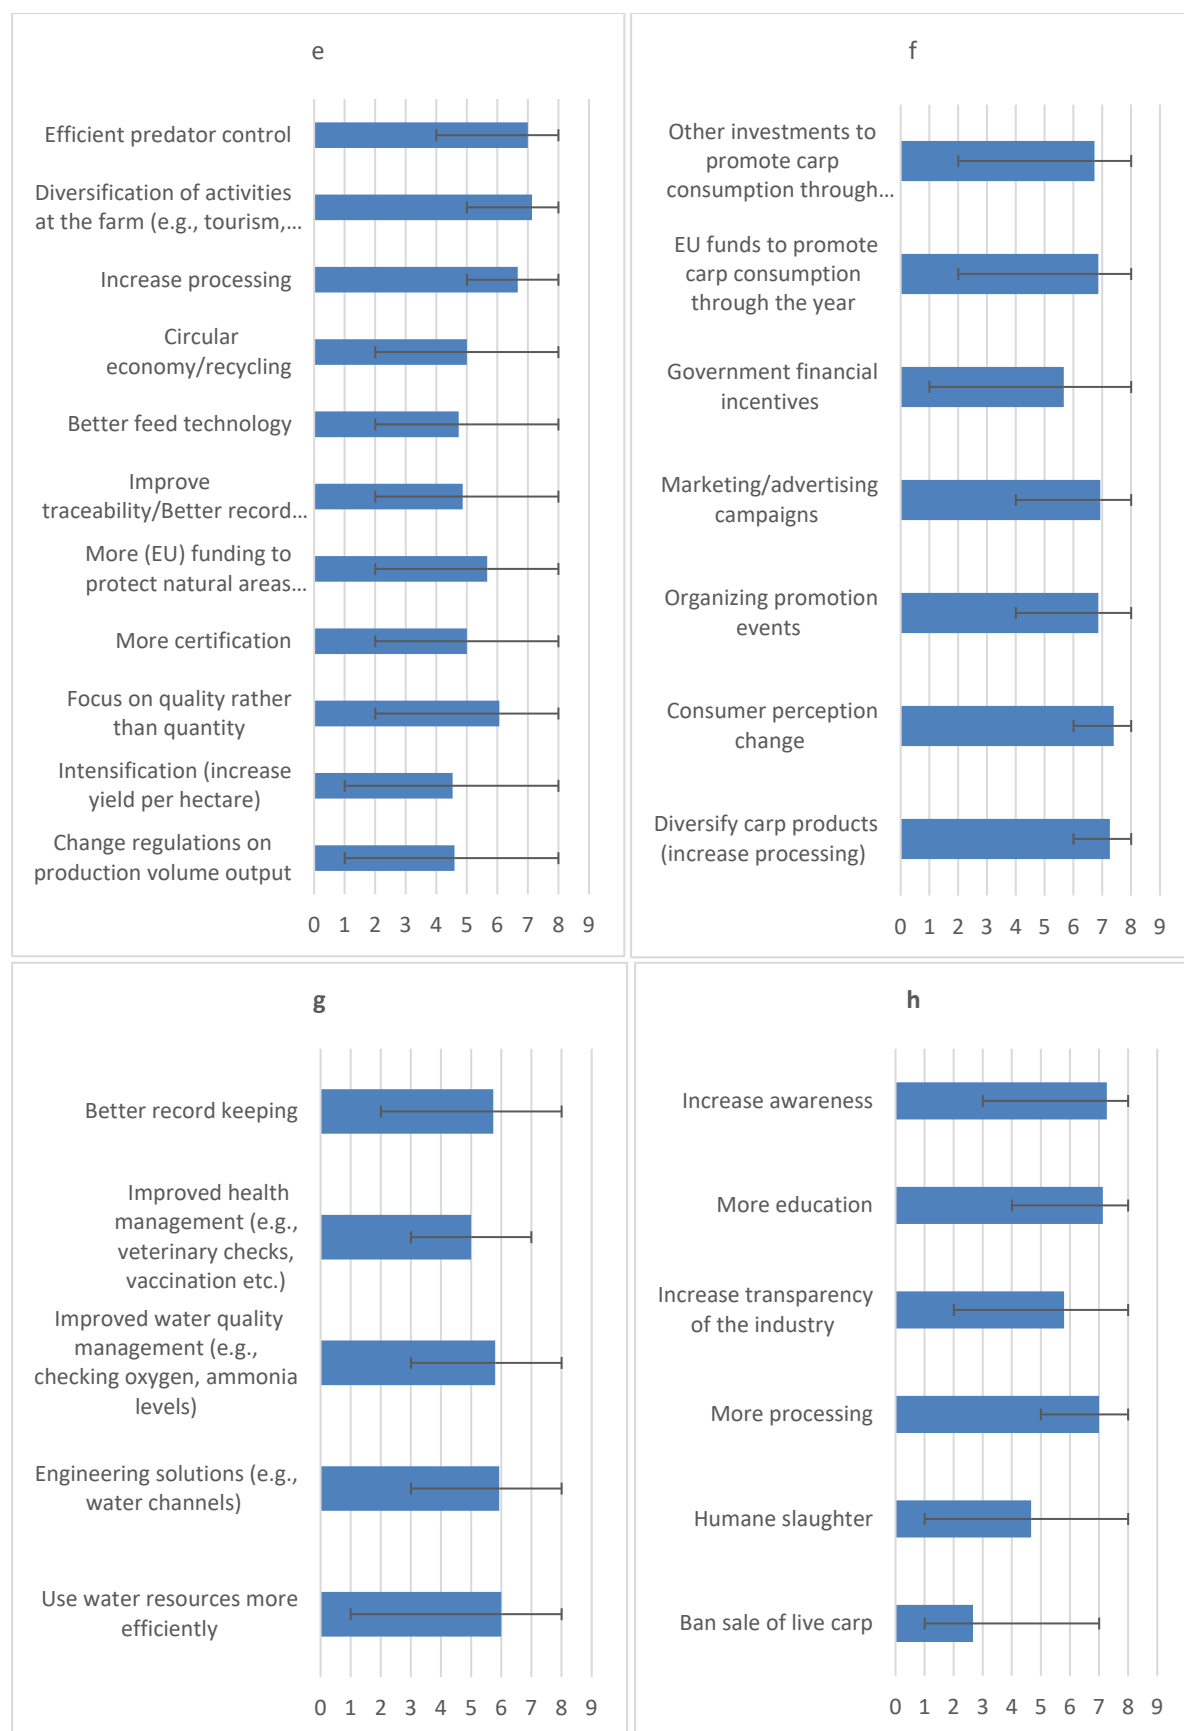 e
Efficient predator control
Diversification of activities
at the farm (e.g., tourism,...
Increase processing
Circular
economy/recycling
Better feed technology
Improve
traceability/Better record...
More (EU) funding to
protect natural areas...
More certification
Focus on quality rather
than quantity
Intensification (increase
yield per hectare)
Change regulations on
production volume output
0 1 2 3 4 5 6 7 8 9
f
Other investments to
promote carp
consumption through...
EU funds to promote
carp consumption
through the year
Government financial
incentives
Marketing/advertising
campaigns
Organizing promotion
events
Consumer perception
change
Diversify carp products
(increase processing)
0 1 2 3 4 5 6 7 8 9
g
Better record keeping
Improved health
management (e.g.,
veterinary checks,
vaccination etc.)
Improved water quality
management (e.g.,
checking oxygen, ammonia
levels)
Engineering solutions (e.g.,
water channels)
Use water resources more
efficiently
0 1 2 3 4 5 6 7 8 9
h
Increase awareness
More education
Increase transparency
of the industry
More processing
Humane slaughter
Ban sale of live carp
0 1 2 3 4 5 6 7 8 9